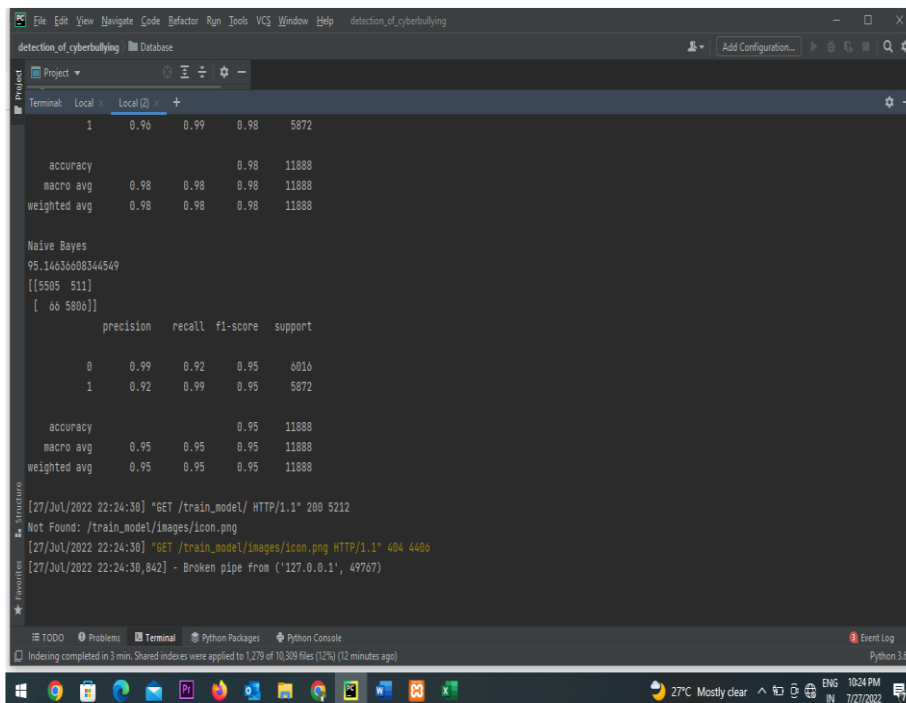 PC File Edit View Navigate Code Refactor Run Tools VCS Window Help detection_of_cyberbullying
detection_of_cyberbullying Database Add Configuration...
Project Project
Terminal: Local Local (2) +
1 0.96 0.99 0.98 5872
accuracy 0.98 11888
macro avg 0.98 0.98 0.98 11888
weighted avg 0.98 0.98 0.98 11888
Naive Bayes
95.14636608344549
[[5505 511]
[ 66 5806]]
precision recall f1-score support
0 0.99 0.92 0.95 6016
1 0.92 0.99 0.95 5872
accuracy 0.95 11888
macro avg 0.95 0.95 0.95 11888
weighted avg 0.95 0.95 0.95 11888
Structure
[27/Jul/2022 22:24:30] "GET /train_model/ HTTP/1.1" 200 5212
Not Found: /train_model/images/icon.png
[27/Jul/2022 22:24:30] "GET /train_model/images/icon.png HTTP/1.1" 404 4406
[27/Jul/2022 22:24:30,842] - Broken pipe from ('127.0.0.1', 49767)
Favorites
TODO Problems Terminal Python Packages Python Console 3 Event Log
Indexing completed in 3 min. Shared indexes were applied to 1,279 of 10,309 files (12%) (12 minutes ago) Python 3.6
Pr PC W X
27°C Mostly clear ENG 10:24 PM
IN 7/27/2022